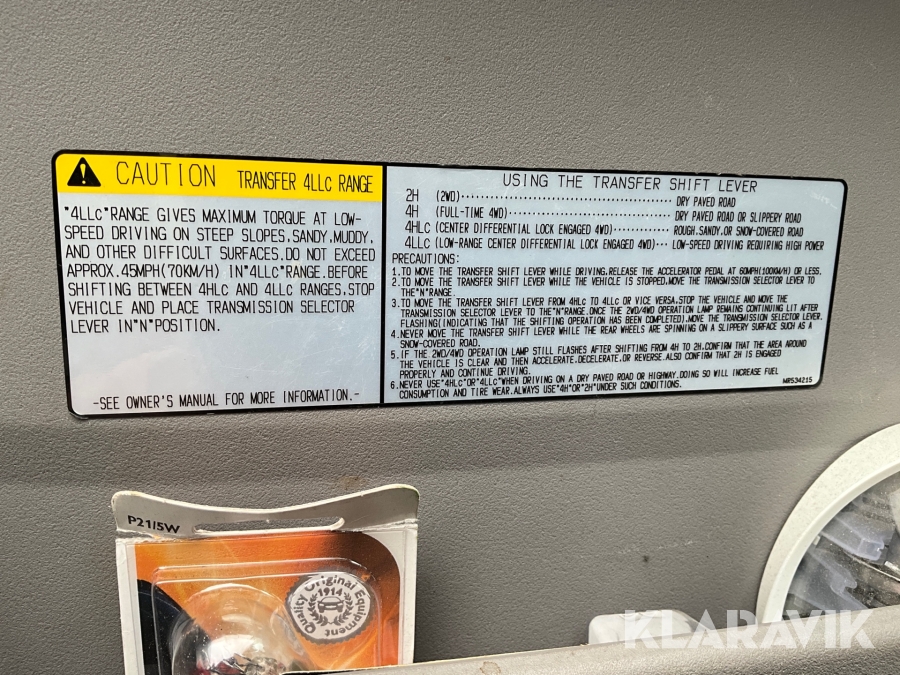 CAUTION TRANSFER 4LLc RANGE
"4LLc"RANGE GIVES MAXIMUM TORQUE AT LOW-
SPEED DRIVING ON STEEP SLOPES,SANDY,MUDDY,
AND OTHER DIFFICULT SURFACES.DO NOT EXCEED
APPROX.45MPH(70KM/H) IN"4LLc"RANGE.BEFORE
SHIFTING BETWEEN 4HLc AND 4LLc RANGES,STOP
VEHICLE AND PLACE TRANSMISSION SELECTOR
LEVER IN"N"POSITION.
-SEE OWNER'S MANUAL FOR MORE INFORMATION.-
USING THE TRANSFER SHIFT LEVER
2H (2WD)······························ DRY PAVED ROAD
4H (FULL-TIME 4WD)······················· DRY PAVED ROAD OR SLIPPERY ROAD
4HLC (CENTER DIFFERENTIAL LOCK ENGAGED 4WD)············ ROUGH,SANDY,OR SNOW-COVERED ROAD
4LLC (LOW-RANGE CENTER DIFFERENTIAL LOCK ENGAGED 4WD)··· LOW-SPEED DRIVING REQUIRING HIGH POWER
PRECAUTIONS:
1.TO MOVE THE TRANSFER SHIFT LEVER WHILE DRIVING,RELEASE THE ACCELERATOR PEDAL AT 60MPH(100KM/H) OR LESS.
2.TO MOVE THE TRANSFER SHIFT LEVER WHILE THE VEHICLE IS STOPPED,MOVE THE TRANSMISSION SELECTOR LEVER TO
THE"N"RANGE.
3.TO MOVE THE TRANSFER SHIFT LEVER FROM 4HLc TO 4LLc OR VICE VERSA,STOP THE VEHICLE AND MOVE THE
TRANSMISSION SELECTOR LEVER TO THE"N"RANGE.ONCE THE 2WD/4WD OPERATION LAMP REMAINS CONTINUING LIT AFTER
FLASHING(INDICATING THAT THE SHIFTING OPERATION HAS BEEN COMPLETED),MOVE THE TRANSMISSION SELECTOR LEVER.
4.NEVER MOVE THE TRANSFER SHIFT LEVER WHILE THE REAR WHEELS ARE SPINNING ON A SLIPPERY SURFACE SUCH AS A
SNOW-COVERED ROAD.
5.IF THE 2WD/4WD OPERATION LAMP STILL FLASHES AFTER SHIFTING FROM 4H TO 2H,CONFIRM THAT THE AREA AROUND
THE VEHICLE IS CLEAR AND THEN ACCELERATE,DECELERATE,OR REVERSE.ALSO CONFIRM THAT 2H IS ENGAGED
PROPERLY AND CONTINUE DRIVING.
6.NEVER USE"4HLC"OR"4LLC"WHEN DRIVING ON A DRY PAVED ROAD OR HIGHWAY.DOING SO WILL INCREASE FUEL
CONSUMPTION AND TIRE WEAR.ALWAYS USE"4H"OR"2H"UNDER SUCH CONDITIONS.
MR534215
P21/5W
Quality Original Equipment
1914
KLARAVIK